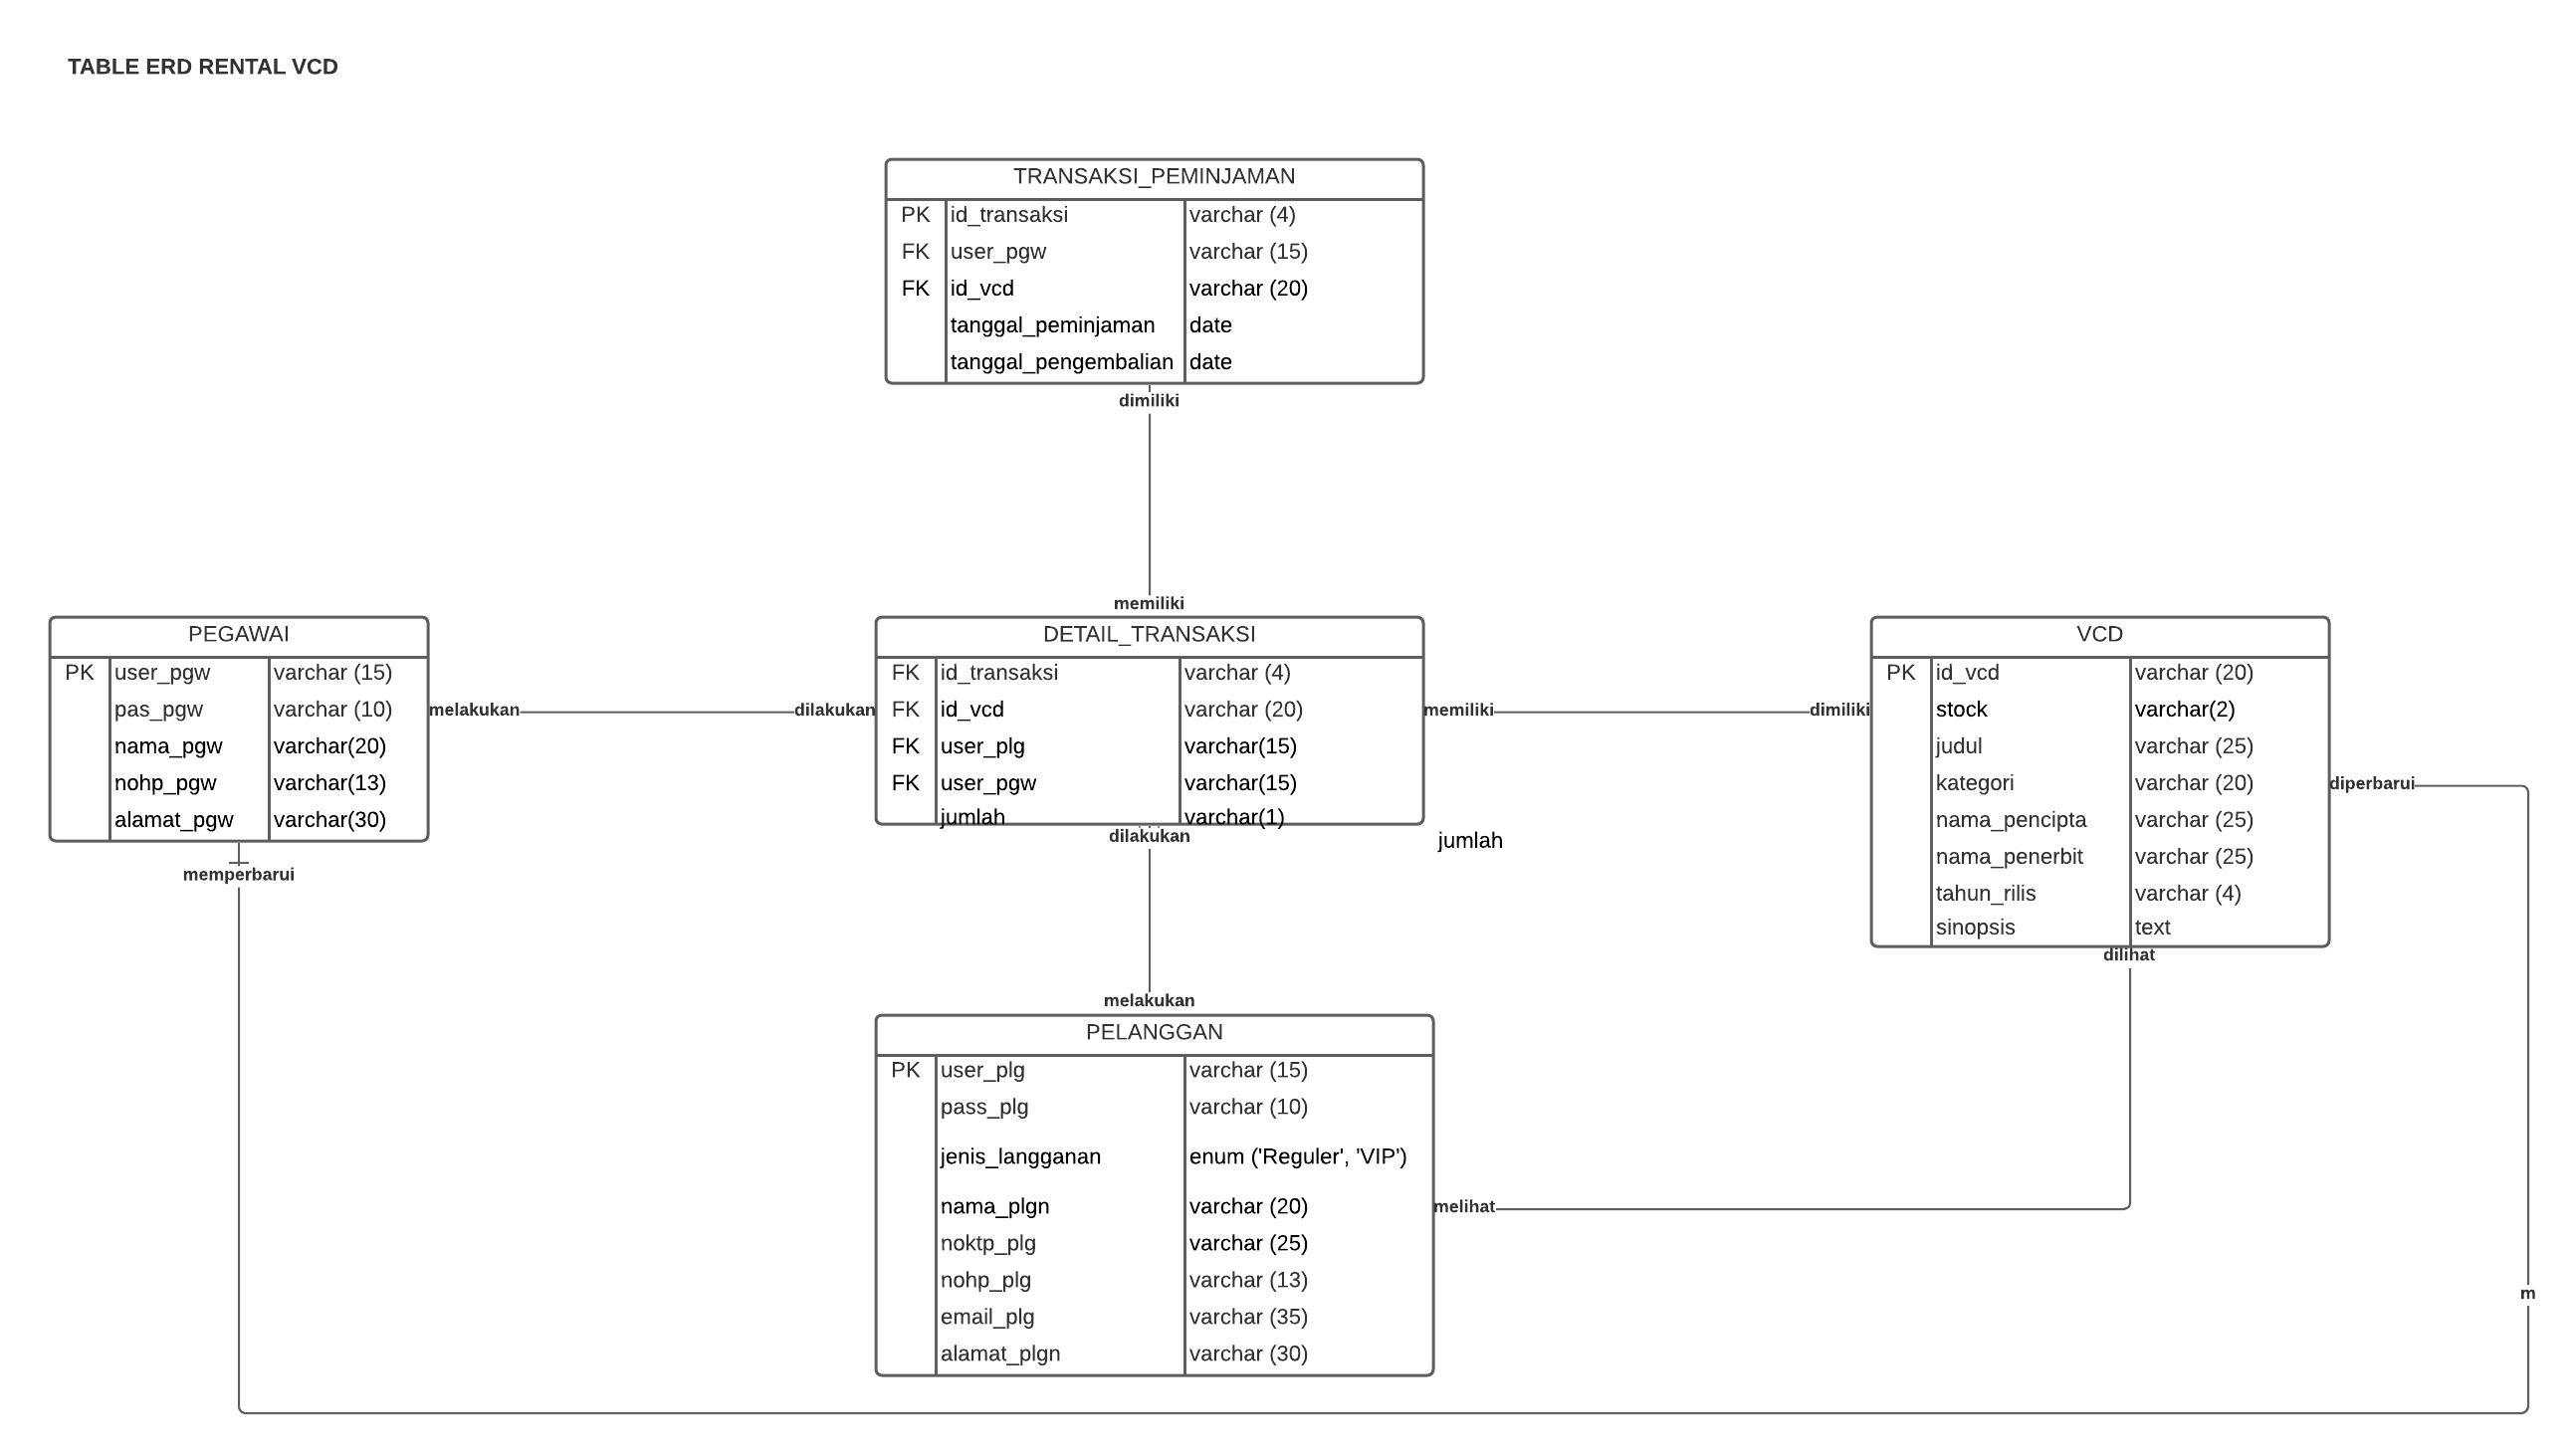 TABLE ERD RENTAL VCD
TRANSAKSI_PEMINJAMAN
PK id_transaksi varchar (4)
FK user_pgw varchar (15)
FK id_vcd varchar (20)
tanggal_peminjaman date
tanggal_pengembalian date
dimiliki
memiliki
PEGAWAI
PK user_pgw varchar (15)
pas_pgw varchar (10)
nama_pgw varchar(20)
nohp_pgw varchar(13)
alamat_pgw varchar(30)
melakukan
dilakukan
memperbarui
DETAIL_TRANSAKSI
FK id_transaksi varchar (4)
FK id_vcd varchar (20)
FK user_plg varchar(15)
FK user_pgw varchar(15)
jumlah varchar(1)
dilakukan
jumlah
memiliki
dimiliki
VCD
PK id_vcd varchar (20)
stock varchar(2)
judul varchar (25)
kategori varchar (20)
nama_pencipta varchar (25)
nama_penerbit varchar (25)
tahun_rilis varchar (4)
sinopsis text
diperbarui
dilihat
melakukan
PELANGGAN
PK user_plg varchar (15)
pass_plg varchar (10)
jenis_langganan enum ('Reguler', 'VIP')
nama_plgn varchar (20)
noktp_plg varchar (25)
nohp_plg varchar (13)
email_plg varchar (35)
alamat_plgn varchar (30)
melihat
m